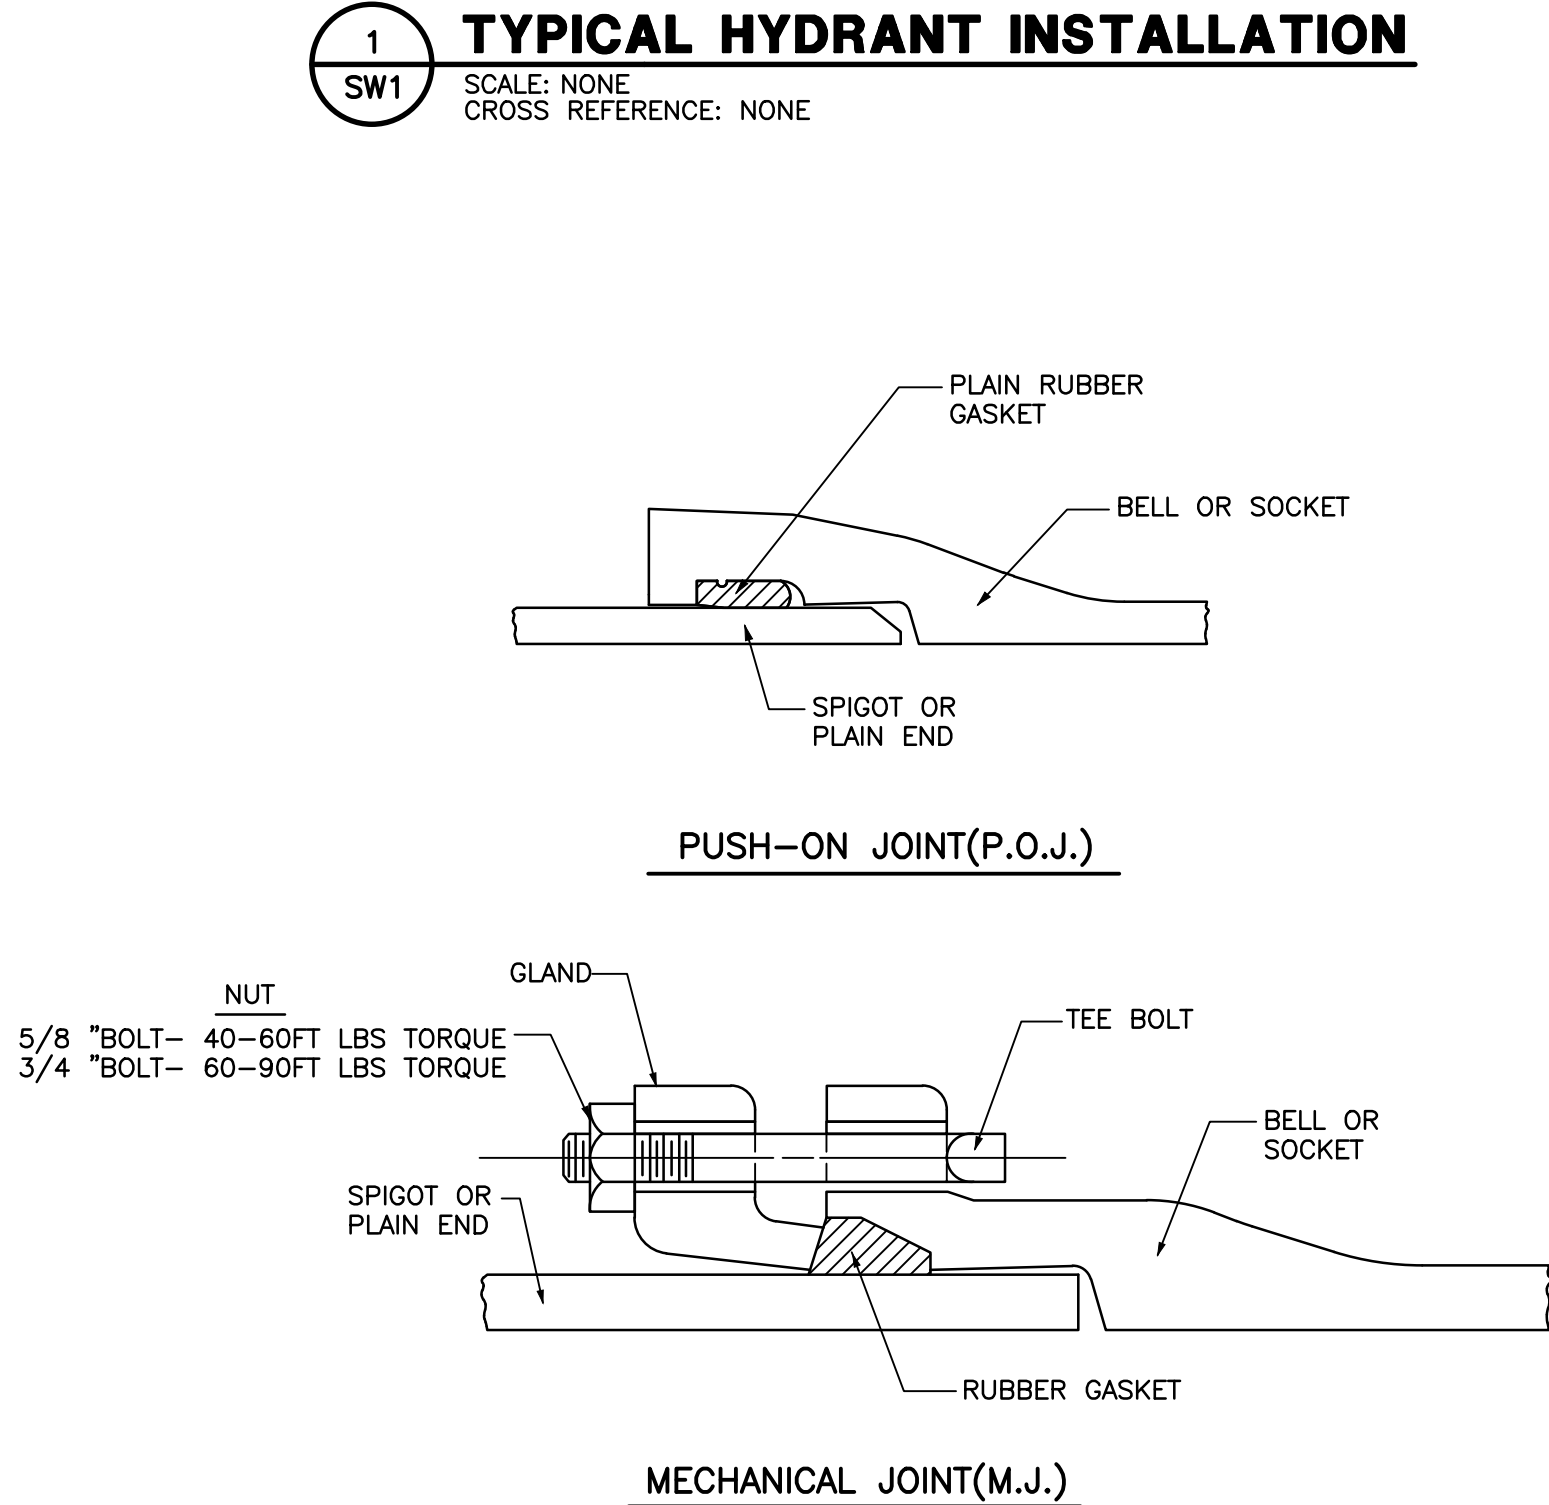 1
SW1
TYPICAL HYDRANT INSTALLATION
SCALE: NONE
CROSS REFERENCE: NONE
PLAIN RUBBER
GASKET
BELL OR SOCKET
SPIGOT OR
PLAIN END
PUSH-ON JOINT(P.O.J.)
GLAND
NUT
5/8 "BOLT- 40-60FT LBS TORQUE
3/4 "BOLT- 60-90FT LBS TORQUE
TEE BOLT
BELL OR
SOCKET
SPIGOT OR
PLAIN END
RUBBER GASKET
MECHANICAL JOINT(M.J.)